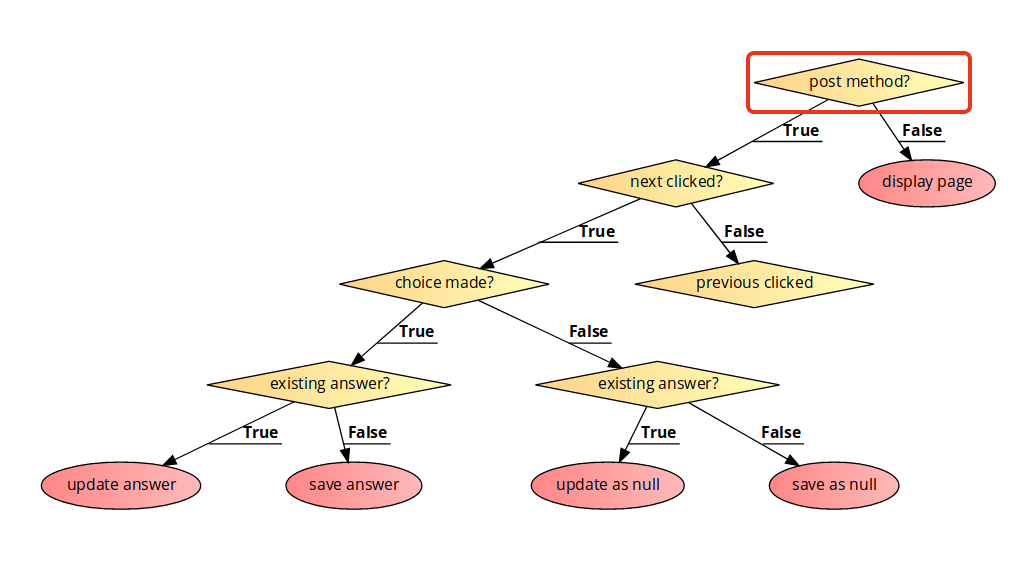 post method?
True
False
next clicked?
display page
True
False
choice made?
previous clicked
True
False
existing answer?
existing answer?
True
False
True
False
update answer
save answer
update as null
save as null